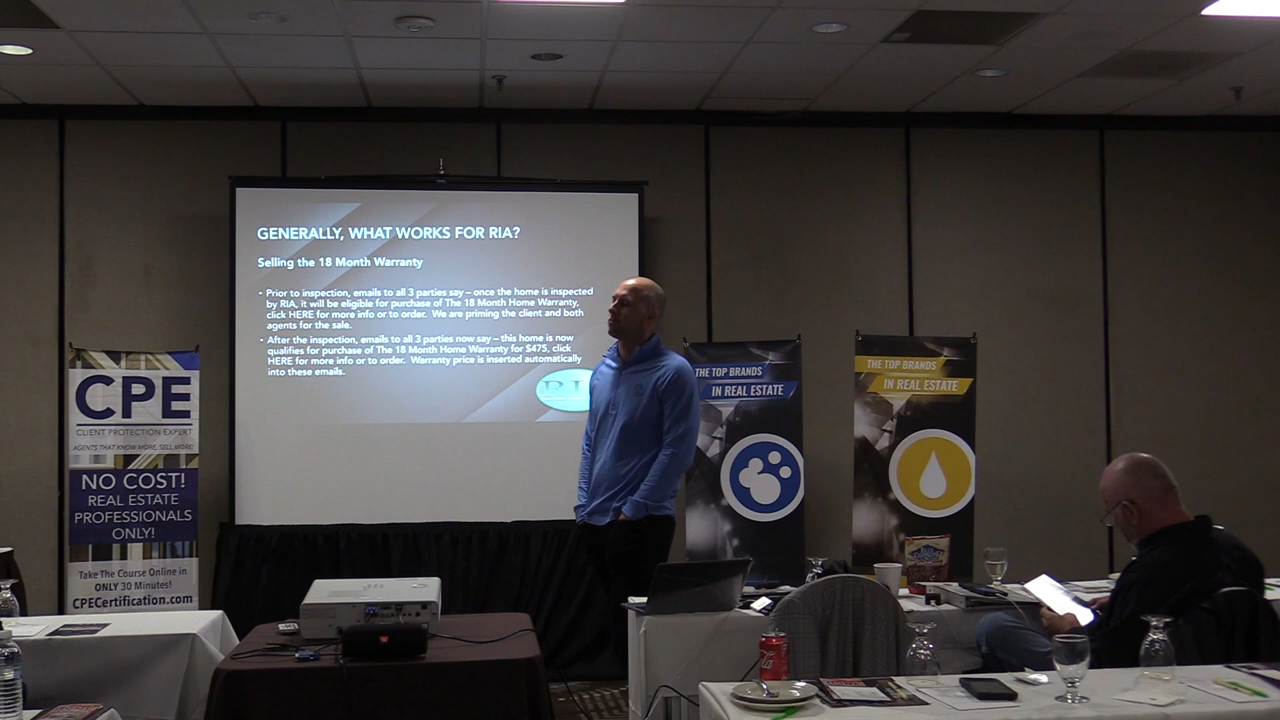 GENERALLY, WHAT WORKS FOR RIA?
Selling the 18 Month Warranty
• Prior to inspection, emails to all 3 parties say – once the home is inspected
by RIA, it will be eligible for purchase of The 18 Month Home Warranty,
click HERE for more info or to order. We are priming the client and both
agents for the sale.
• After the inspection, emails to all 3 parties now say – this home is now
qualifies for purchase of The 18 Month Home Warranty for $475, click
HERE for more info or to order. Warranty price is inserted automatically
into these emails.
CPE
CLIENT PROTECTION EXPERT
AGENTS THAT KNOW MORE, SELL MORE!
NO COST!
REAL ESTATE
PROFESSIONALS
ONLY!
Take The Course Online in
ONLY 30 Minutes!
CPECertification.com
THE TOP BRANDS
IN REAL ESTATE
THE TOP BRANDS
IN REAL ESTATE